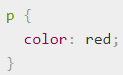 p {
  color: red;
}